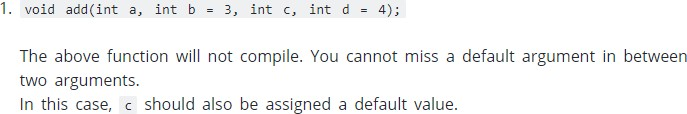 1. void add(int a, int b = 3, int c, int d = 4);
The above function will not compile. You cannot miss a default argument in between
two arguments.
In this case, c should also be assigned a default value.